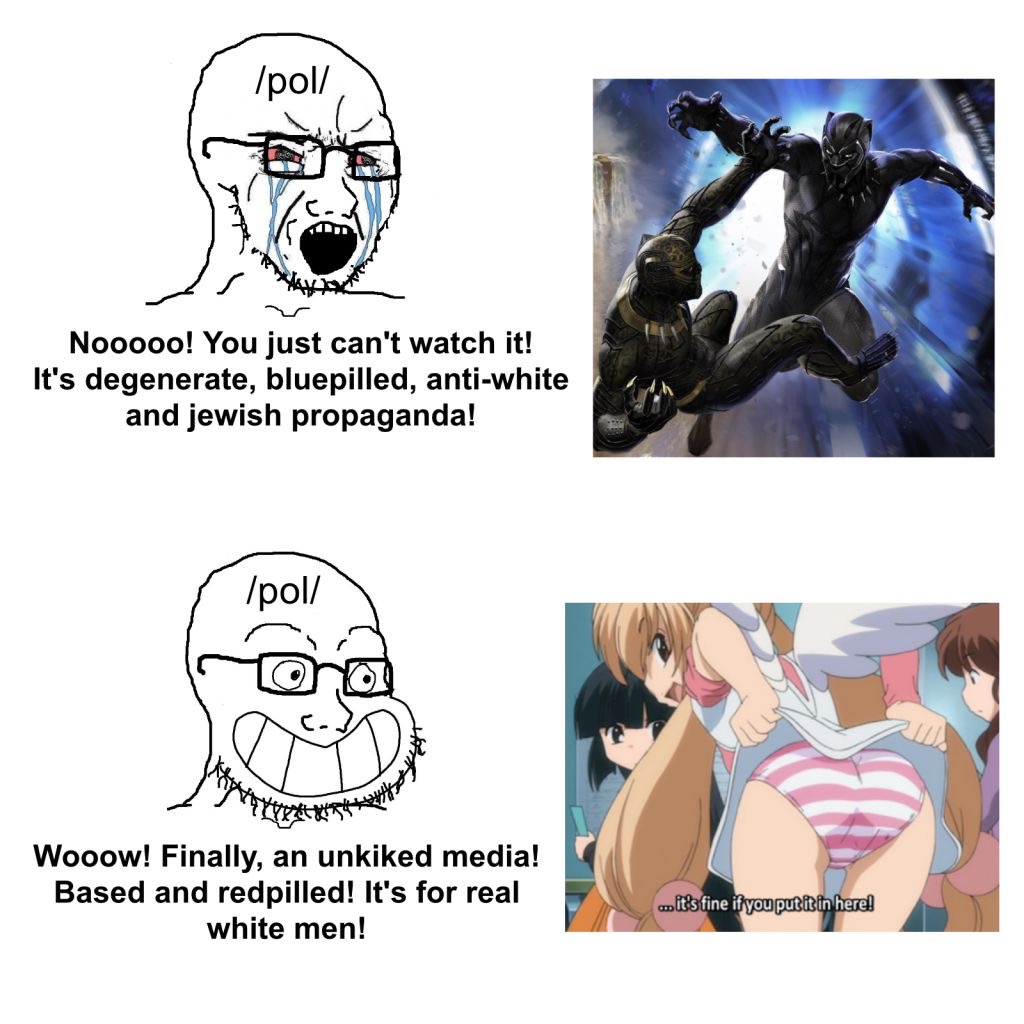 /pol/
Nooooo! You just can't watch it!
It's degenerate, bluepilled, anti-white
and jewish propaganda!
/pol/
Wooow! Finally, an unkiked media!
Based and redpilled! It's for real
white men!
... it's fine if you put it in here!